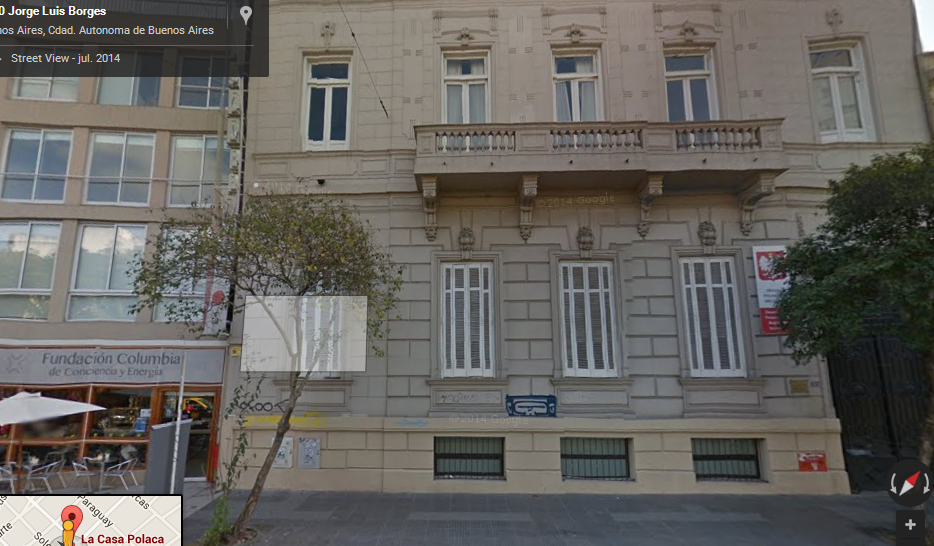 0 Jorge Luis Borges
nos Aires, Cdad. Autonoma de Buenos Aires
Street View - jul. 2014
©2014 Google
Fundación Columbia
de Conciencia y Energía
©2014 Google
Paraguay
La Casa Polaca